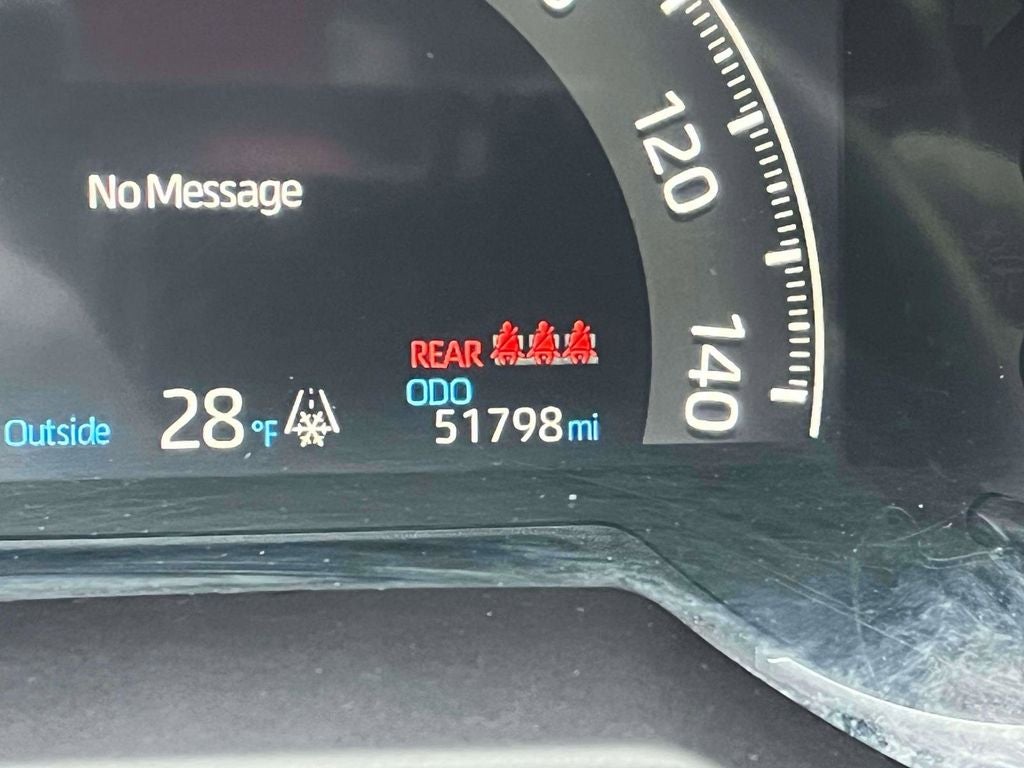 120
No Message
140
REAR
ODO
Outside 28 °F 51798 mi